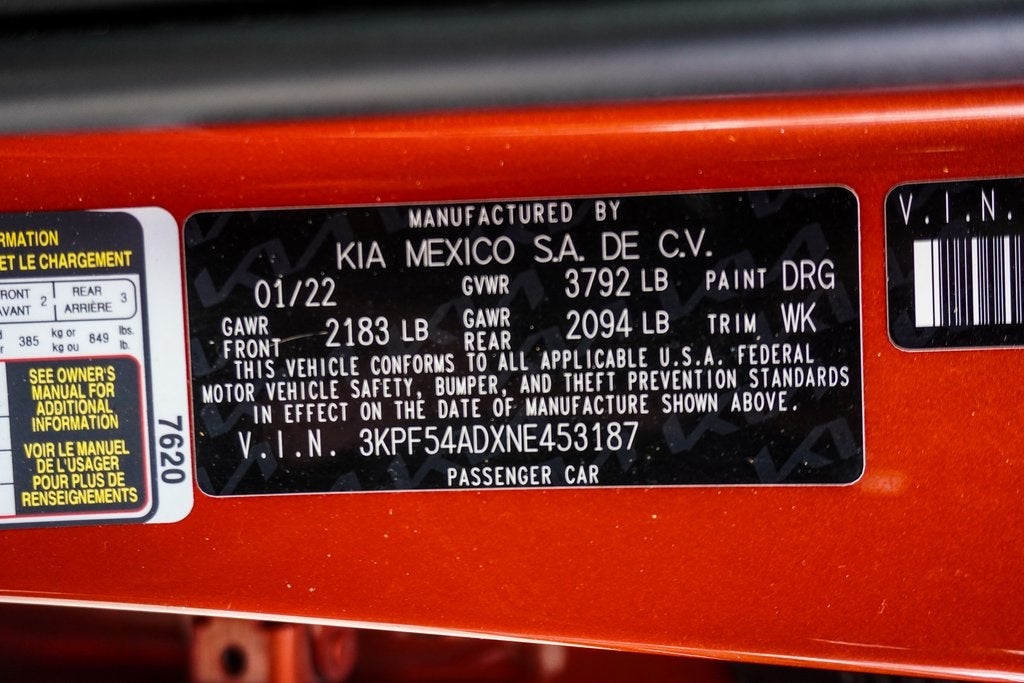 RMATION
ET LE CHARGEMENT
FRONT
AVANT 2
REAR
ARRIÈRE 3
385 kg or
kg ou 849 lbs.
lb.
SEE OWNER'S
MANUAL FOR
ADDITIONAL
INFORMATION
VOIR LE MANUEL
DE L'USAGER
POUR PLUS DE
RENSEIGNEMENTS
7620
MANUFACTURED BY
KIA MEXICO S.A. DE C.V.
01/22 GVWR 3792 LB PAINT DRG
GAWR
FRONT 2183 LB GAWR
REAR 2094 LB TRIM WK
THIS VEHICLE CONFORMS TO ALL APPLICABLE U.S.A. FEDERAL
MOTOR VEHICLE SAFETY, BUMPER, AND THEFT PREVENTION STANDARDS
IN EFFECT ON THE DATE OF MANUFACTURE SHOWN ABOVE.
V.I.N. 3KPF54ADXNE453187
PASSENGER CAR
V.I.N.